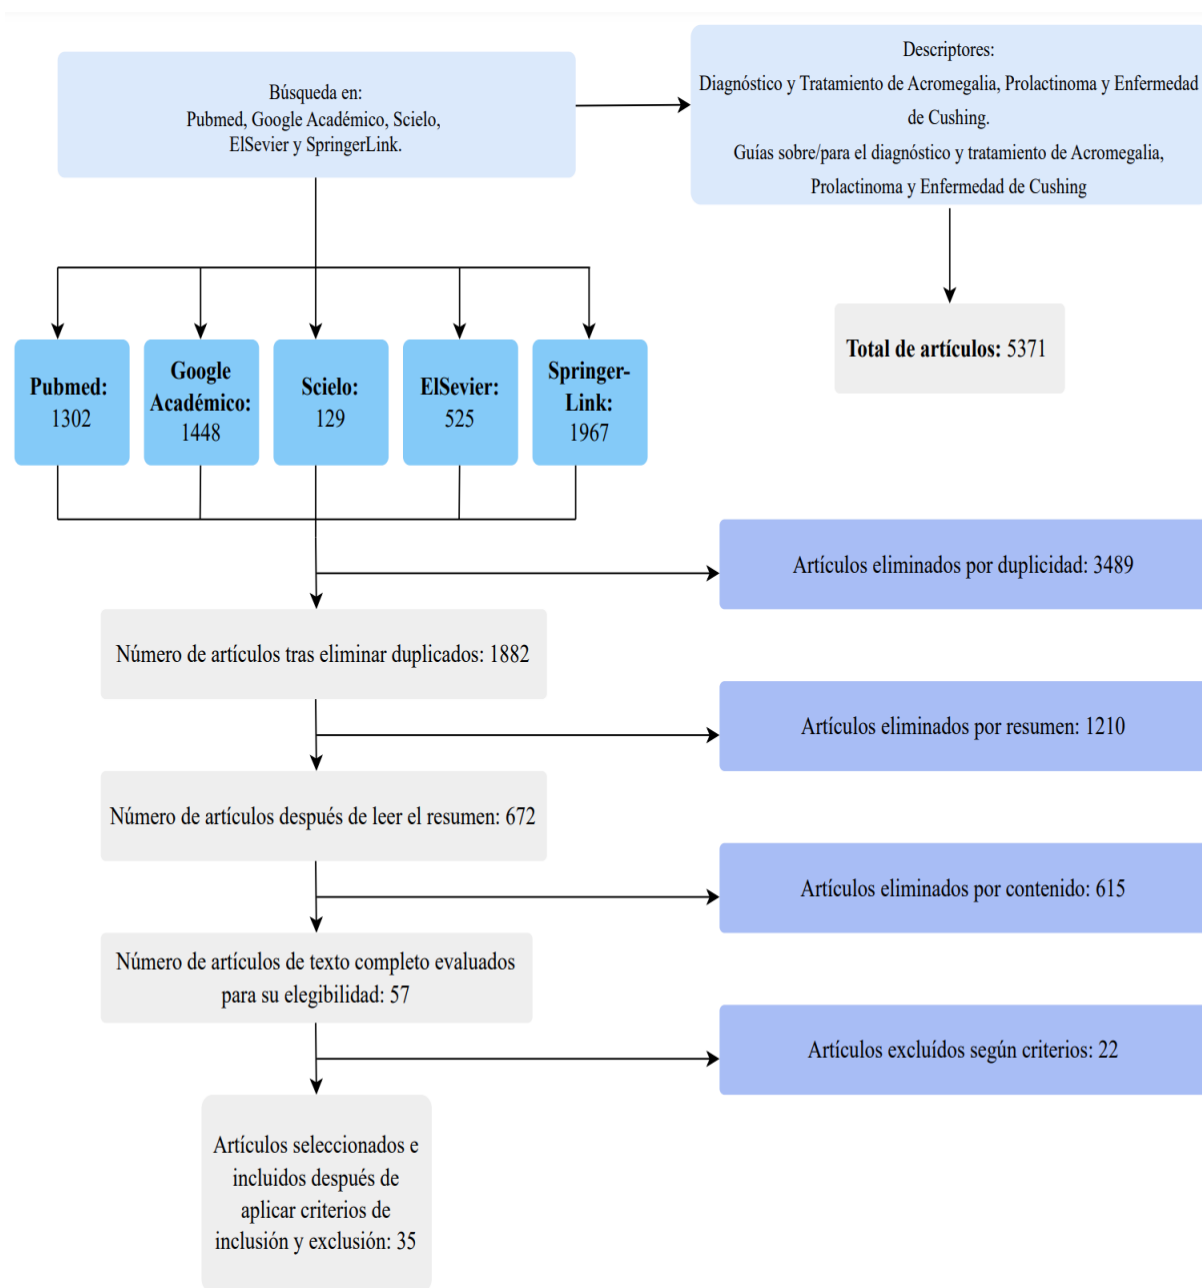 Búsqueda en:
Pubmed, Google Académico, Scielo,
ElSevier y SpringerLink.
Descriptores:
Diagnóstico y Tratamiento de Acromegalia, Prolactinoma y Enfermedad
de Cushing.
Guías sobre/para el diagnóstico y tratamiento de Acromegalia,
Prolactinoma y Enfermedad de Cushing
Total de artículos: 5371
Pubmed:
1302
Google
Académico:
1448
Scielo:
129
ElSevier:
525
Springer-
Link:
1967
Artículos eliminados por duplicidad: 3489
Número de artículos tras eliminar duplicados: 1882
Artículos eliminados por resumen: 1210
Número de artículos después de leer el resumen: 672
Artículos eliminados por contenido: 615
Número de artículos de texto completo evaluados
para su elegibilidad: 57
Artículos excluídos según criterios: 22
Artículos seleccionados e
incluidos después de
aplicar criterios de
inclusión y exclusión: 35